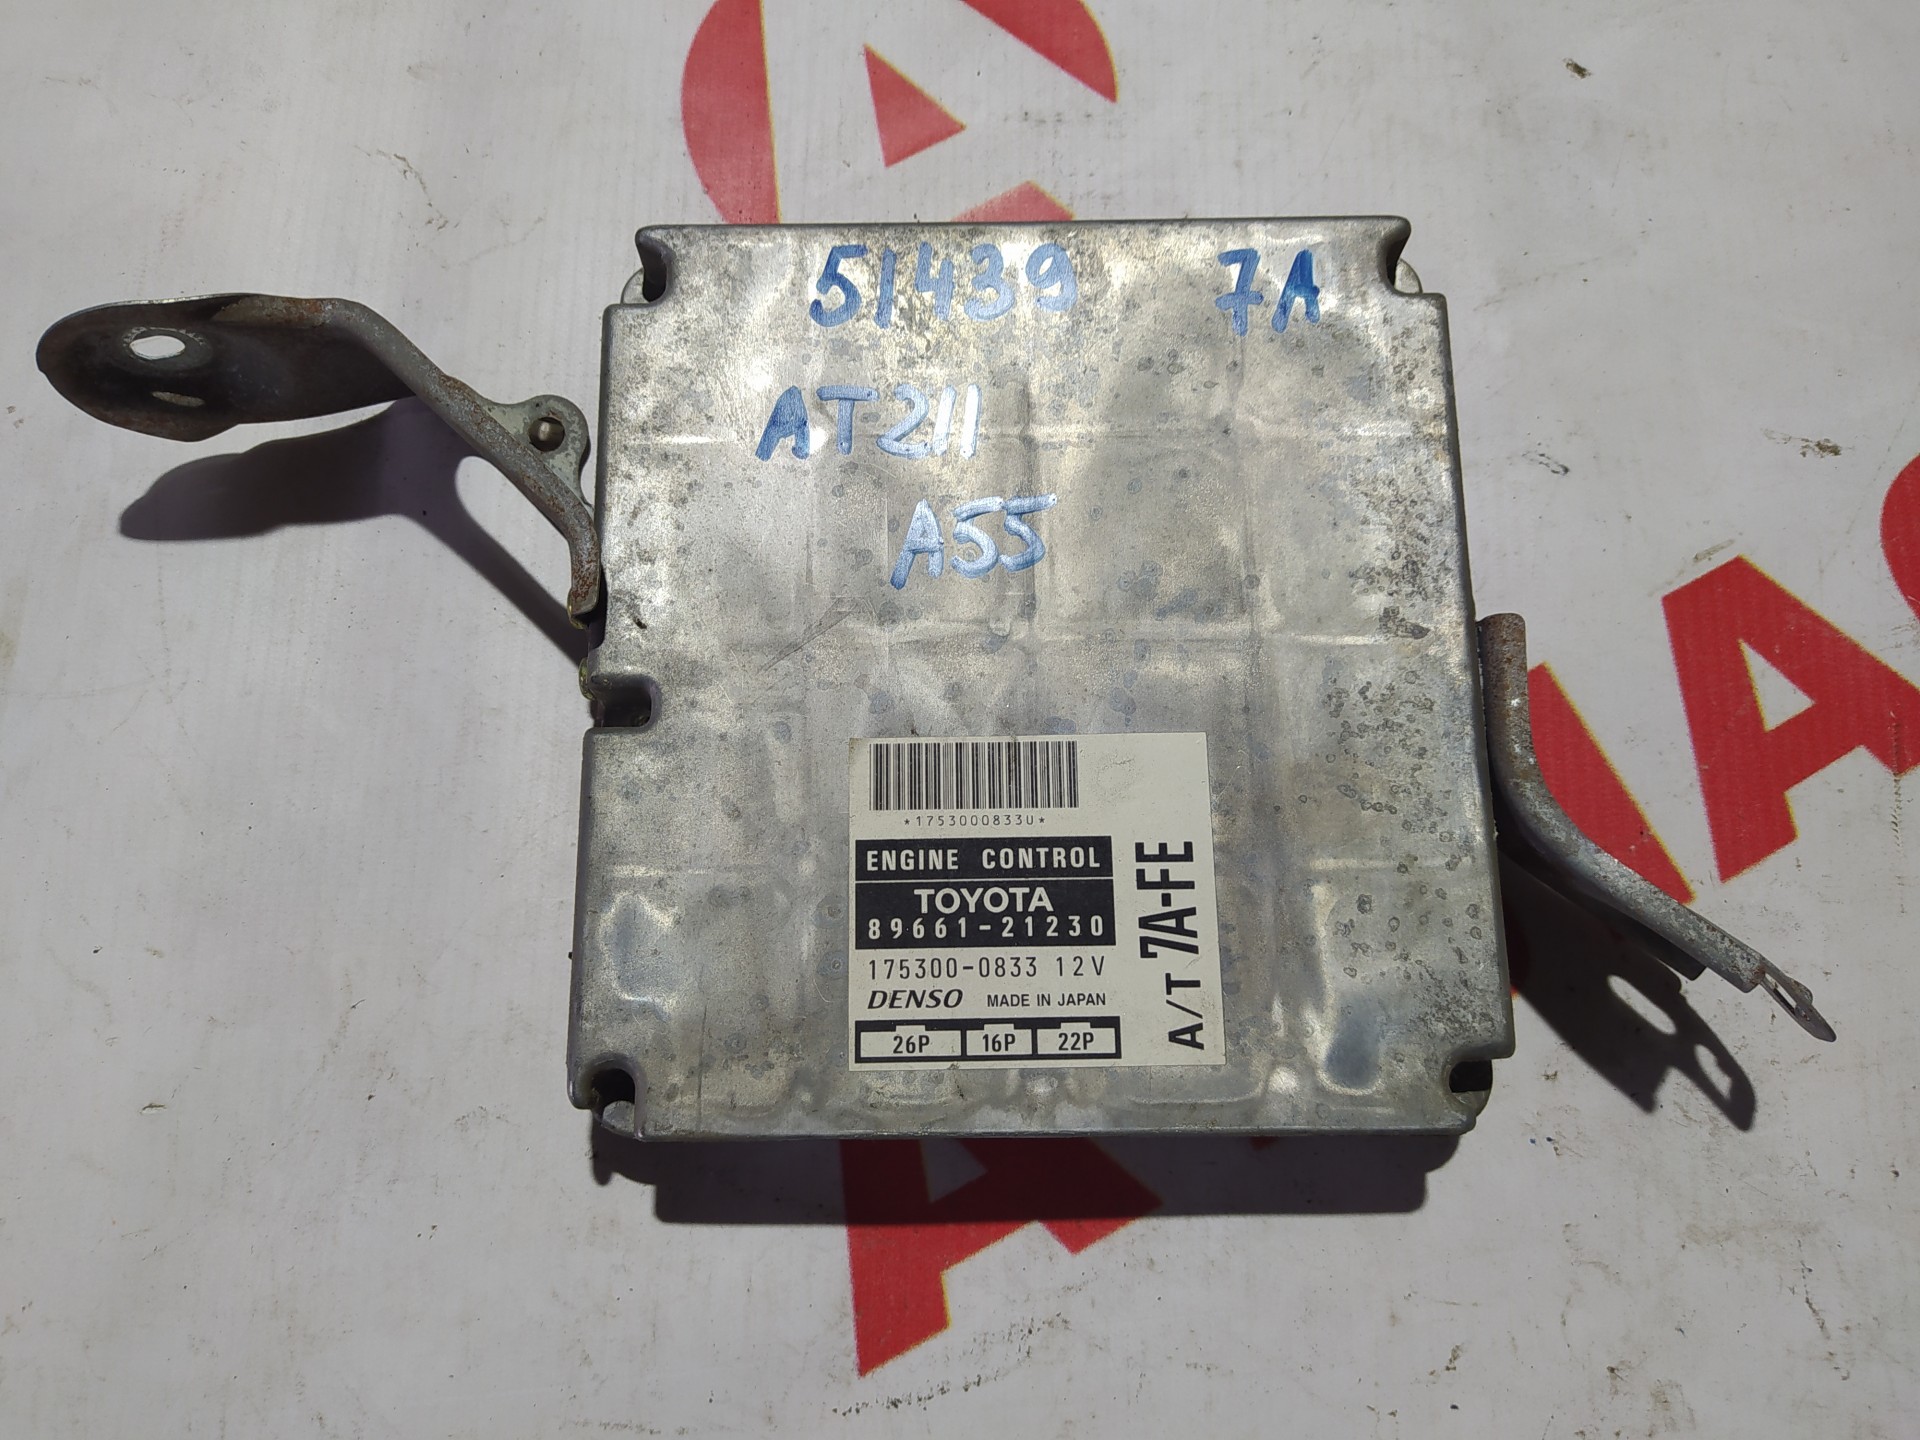 51439 7A
AT211
A55
*1753000833U*
ENGINE CONTROL
TOYOTA
89661-21230
175300-0833 12V
DENSO MADE IN JAPAN
26P 16P 22P
A/T 7A-FE